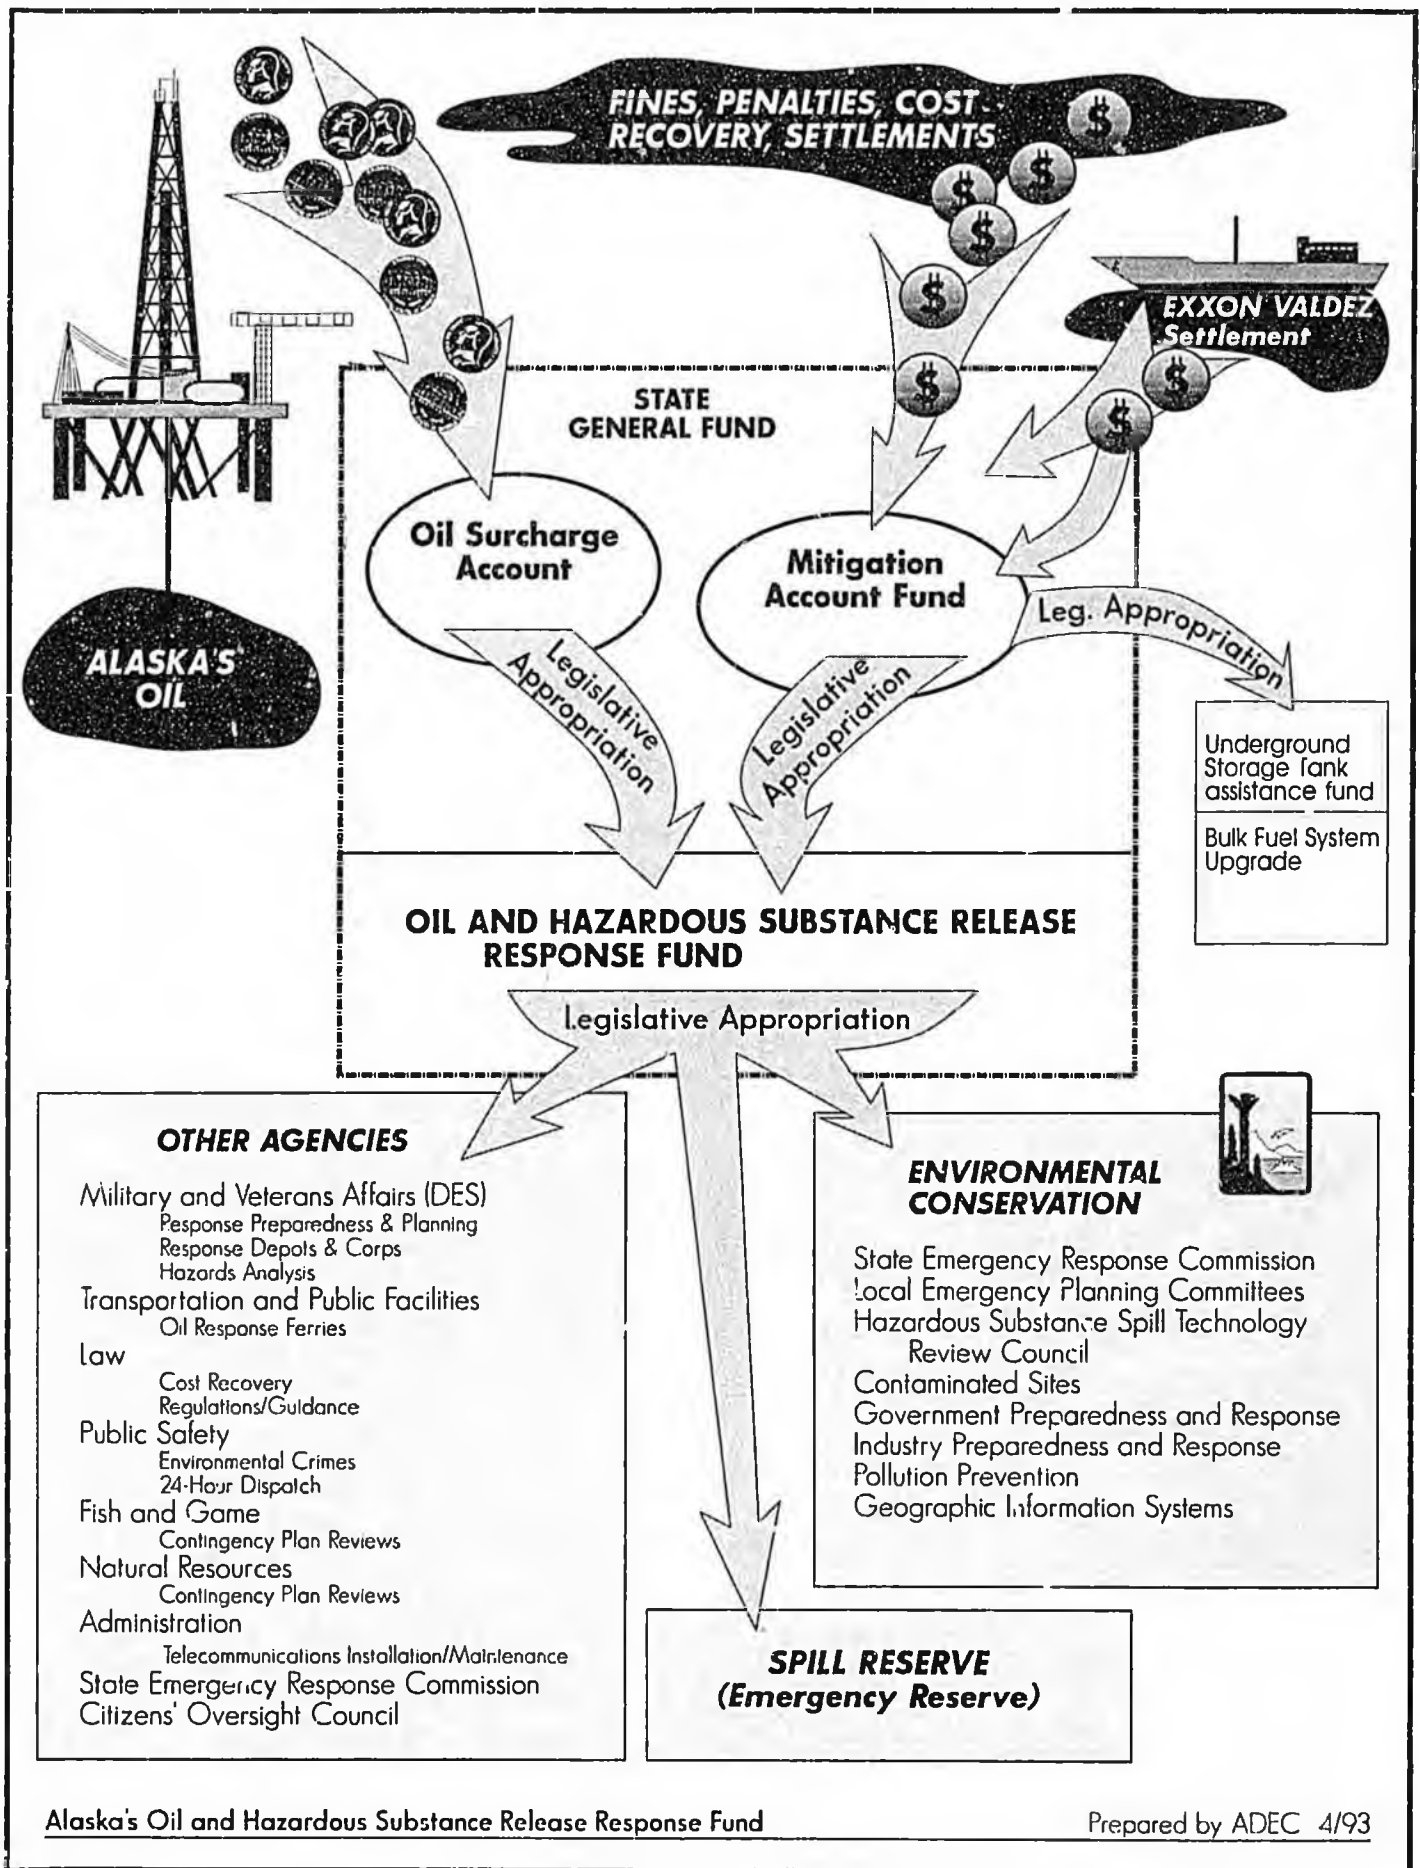 FINES, PENALTIES, COST
RECOVERY, SETTLEMENTS
EXXON VALDEZ
Settlement
STATE
GENERAL FUND
Oil Surcharge
Account
Mitigation
Account Fund
Leg. Appropriation
ALASKA'S
OIL
Legislative
Appropriation
Legislative
Appropriation
Underground
Storage Tank
assistance fund
Bulk Fuel System
Upgrade
OIL AND HAZARDOUS SUBSTANCE RELEASE
RESPONSE FUND
Legislative Appropriation
OTHER AGENCIES
Military and Veterans Affairs (DES)
Response Preparedness & Planning
Response Depots & Corps
Hazards Analysis
Transportation and Public Facilities
Oil Response Ferries
Law
Cost Recovery
Regulations/Guidance
Public Safety
Environmental Crimes
24-Hour Dispatch
Fish and Game
Contingency Plan Reviews
Natural Resources
Contingency Plan Reviews
Administration
Telecommunications Installation/Maintenance
State Emergency Response Commission
Citizens' Oversight Council
ENVIRONMENTAL
CONSERVATION
State Emergency Response Commission
Local Emergency Planning Committees
Hazardous Substance Spill Technology
Review Council
Contaminated Sites
Government Preparedness and Response
Industry Preparedness and Response
Pollution Prevention
Geographic Information Systems
SPILL RESERVE
(Emergency Reserve)
Alaska's Oil and Hazardous Substance Release Response Fund
Prepared by ADEC 4/93